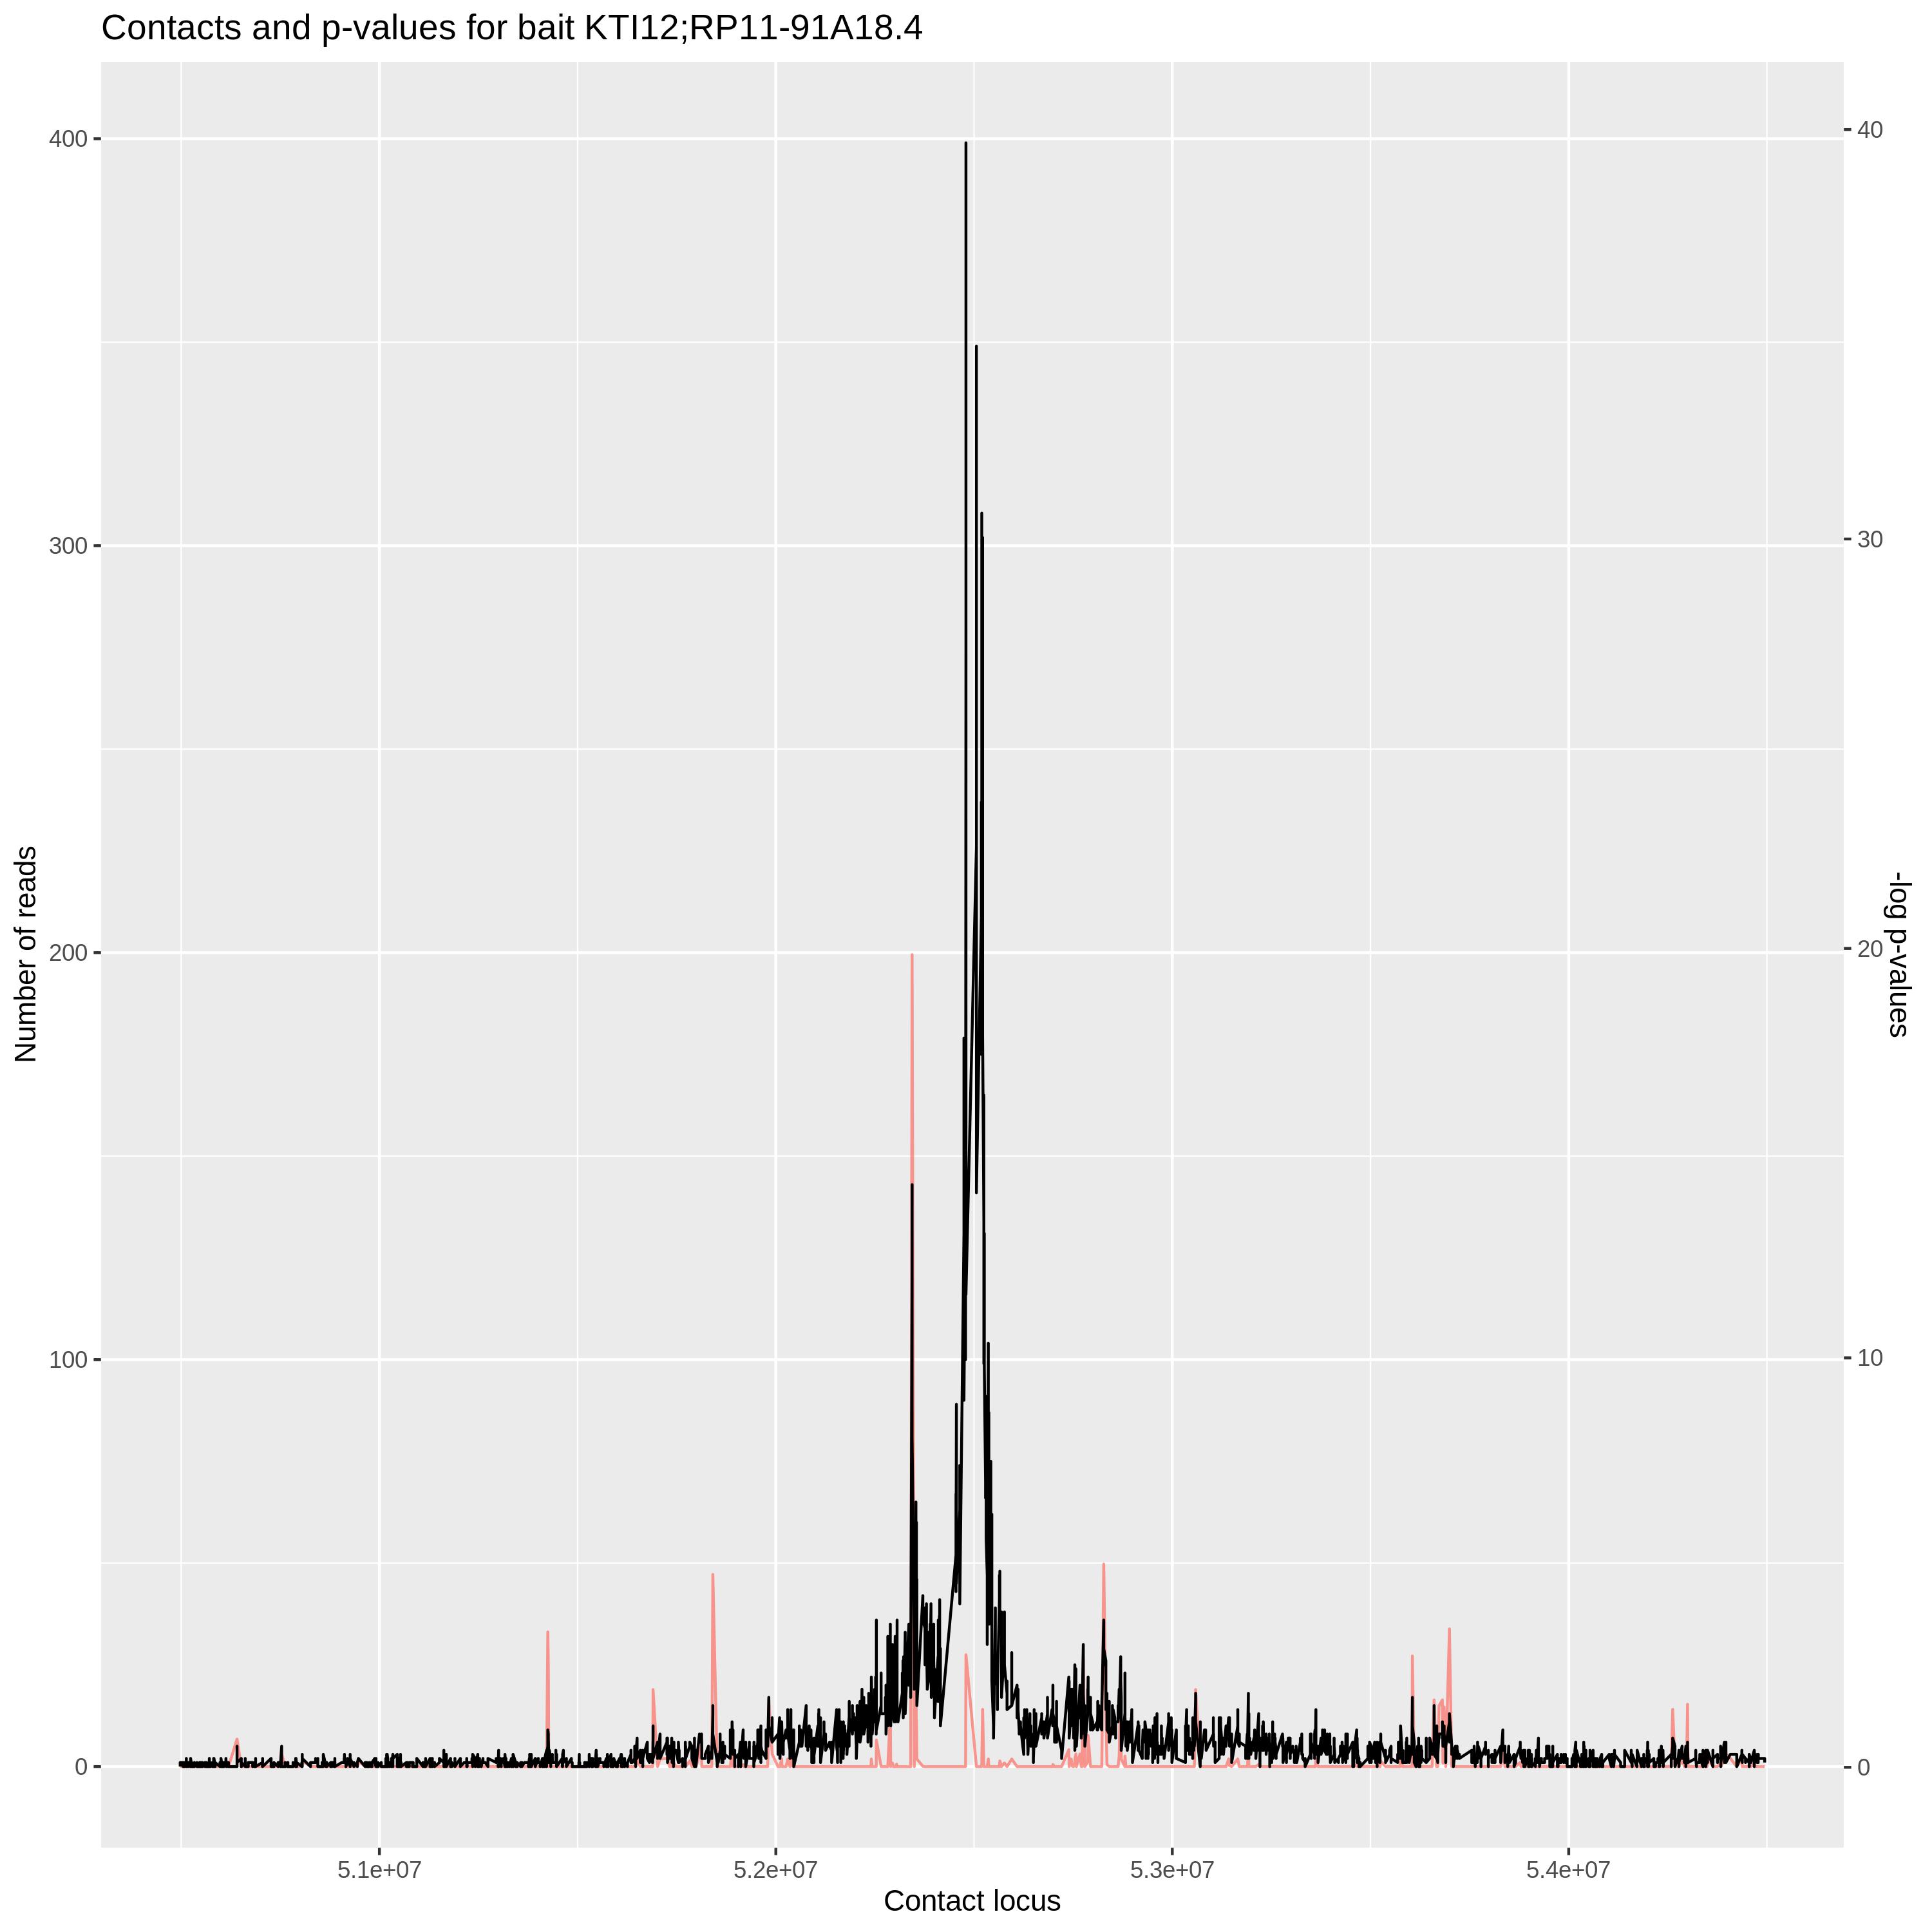 Contacts and p-values for bait KTI12;RP11-91A18.4
400
300
200
100
0
Number of reads
40
30
20
10
0
-log p-values
5.1e+07
5.2e+07
5.3e+07
5.4e+07
Contact locus